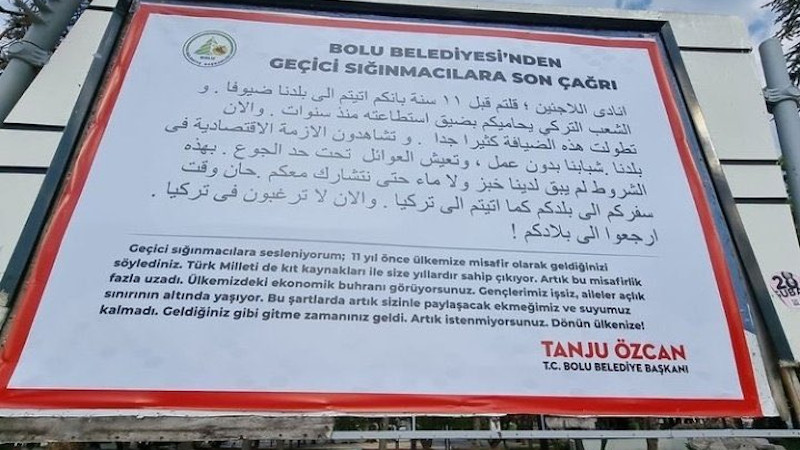 BOLU BELEDİYESİ'NDEN
GEÇİCİ SIĞINMACILARA SON ÇAĞRI
انادى اللاجئين ؛ قلتم قبل ١١ سنة بانكم اتيتم الى بلدنا ضيوفا . و
الشعب التركي يحاميكم بضيق استطاعته منذ سنوات . والان
تطولت هذه الضيافة كثيرا جدا . و تشاهدون الازمة الاقتصادية فى
بلدنا . شبابنا بدون عمل ، وتعيش العوائل تحت حد الجوع . بهذه
الشروط لم يبق لدينا خبز ولا ماء حتى نتشارك معكم . حان وقت
سفركم الى بلدكم كما اتيتم الى تركيا . والان لا ترغبون فى تركيا .
ارجعوا الى بلادكم !
Geçici sığınmacılara sesleniyorum; 11 yıl önce ülkemize misafir olarak geldiğinizi
söylediniz. Türk Milleti de kıt kaynakları ile size yıllardır sahip çıkıyor. Artık bu misafirlik
fazla uzadı. Ülkemizdeki ekonomik buhranı görüyorsunuz. Gençlerimiz işsiz, aileler açlık
sınırının altında yaşıyor. Bu şartlarda artık sizinle paylaşacak ekmeğimiz ve suyumuz
kalmadı. Geldiğiniz gibi gitme zamanınız geldi. Artık istenmiyorsunuz. Dönün ülkenize!
TANJU ÖZCAN
T.C. BOLU BELEDİYE BAŞKANI
BOLU